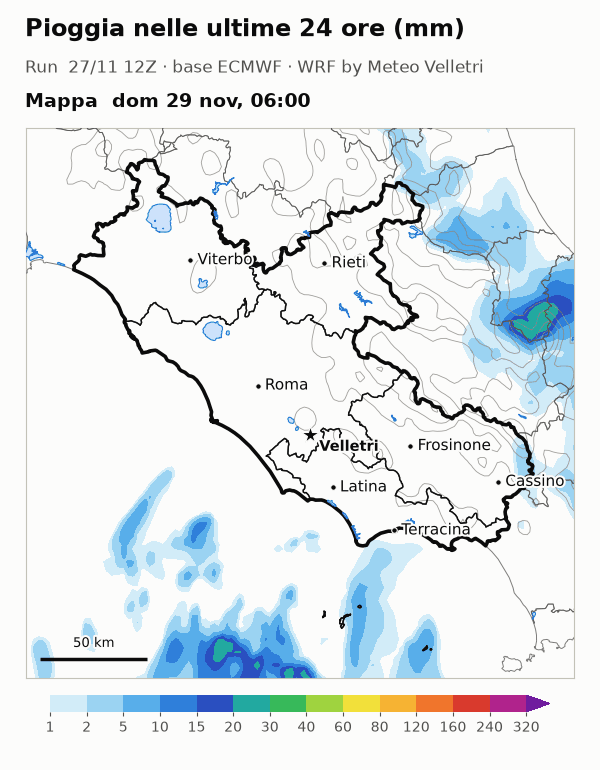 Pioggia nelle ultime 24 ore (mm)
Run 27/11 12Z · base ECMWF · WRF by Meteo Velletri
Mappa dom 29 nov, 06:00
Viterbo
Rieti
Roma
Velletri
Frosinone
Latina
Cassino
Terracina
50 km
1 2 5 10 15 20 30 40 60 80 120 160 240 320